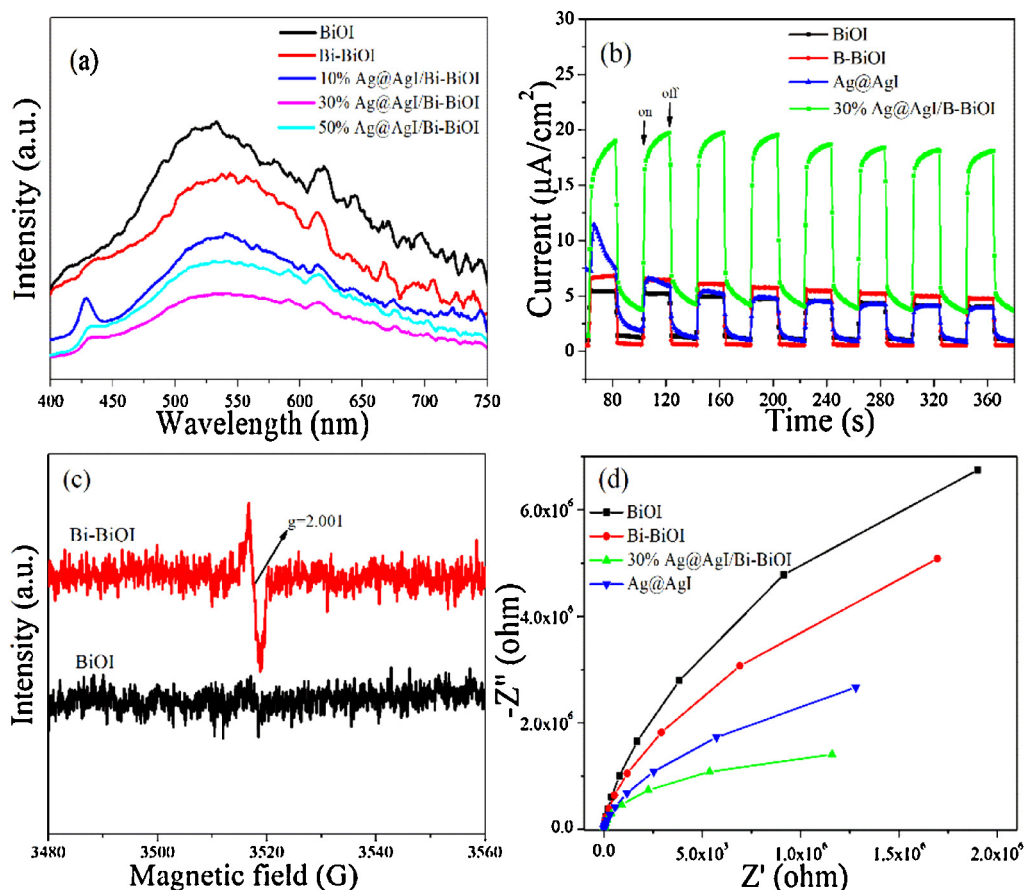 (a)
BiOI
Bi-BiOI
10% Ag@AgI/Bi-BiOI
30% Ag@AgI/Bi-BiOI
50% Ag@AgI/Bi-BiOI
Intensity (a.u.)
400 450 500 550 600 650 700 750
Wavelength (nm)
(b)
BiOI
B-BiOI
Ag@AgI
30% Ag@AgI/B-BiOI
on
off
Current (µA/cm²)
30
25
20
15
10
5
0
80 120 160 200 240 280 320 360
Time (s)
(c)
Bi-BiOI
g=2.001
BiOI
Intensity (a.u.)
3480 3500 3520 3540 3560
Magnetic field (G)
(d)
BiOI
Bi-BiOI
30% Ag@AgI/Bi-BiOI
Ag@AgI
-Z" (ohm)
6.0x10⁶
4.0x10⁶
2.0x10⁶
0.0
0.0 5.0x10⁵ 1.0x10⁶ 1.5x10⁶ 2.0x10⁶
Z' (ohm)